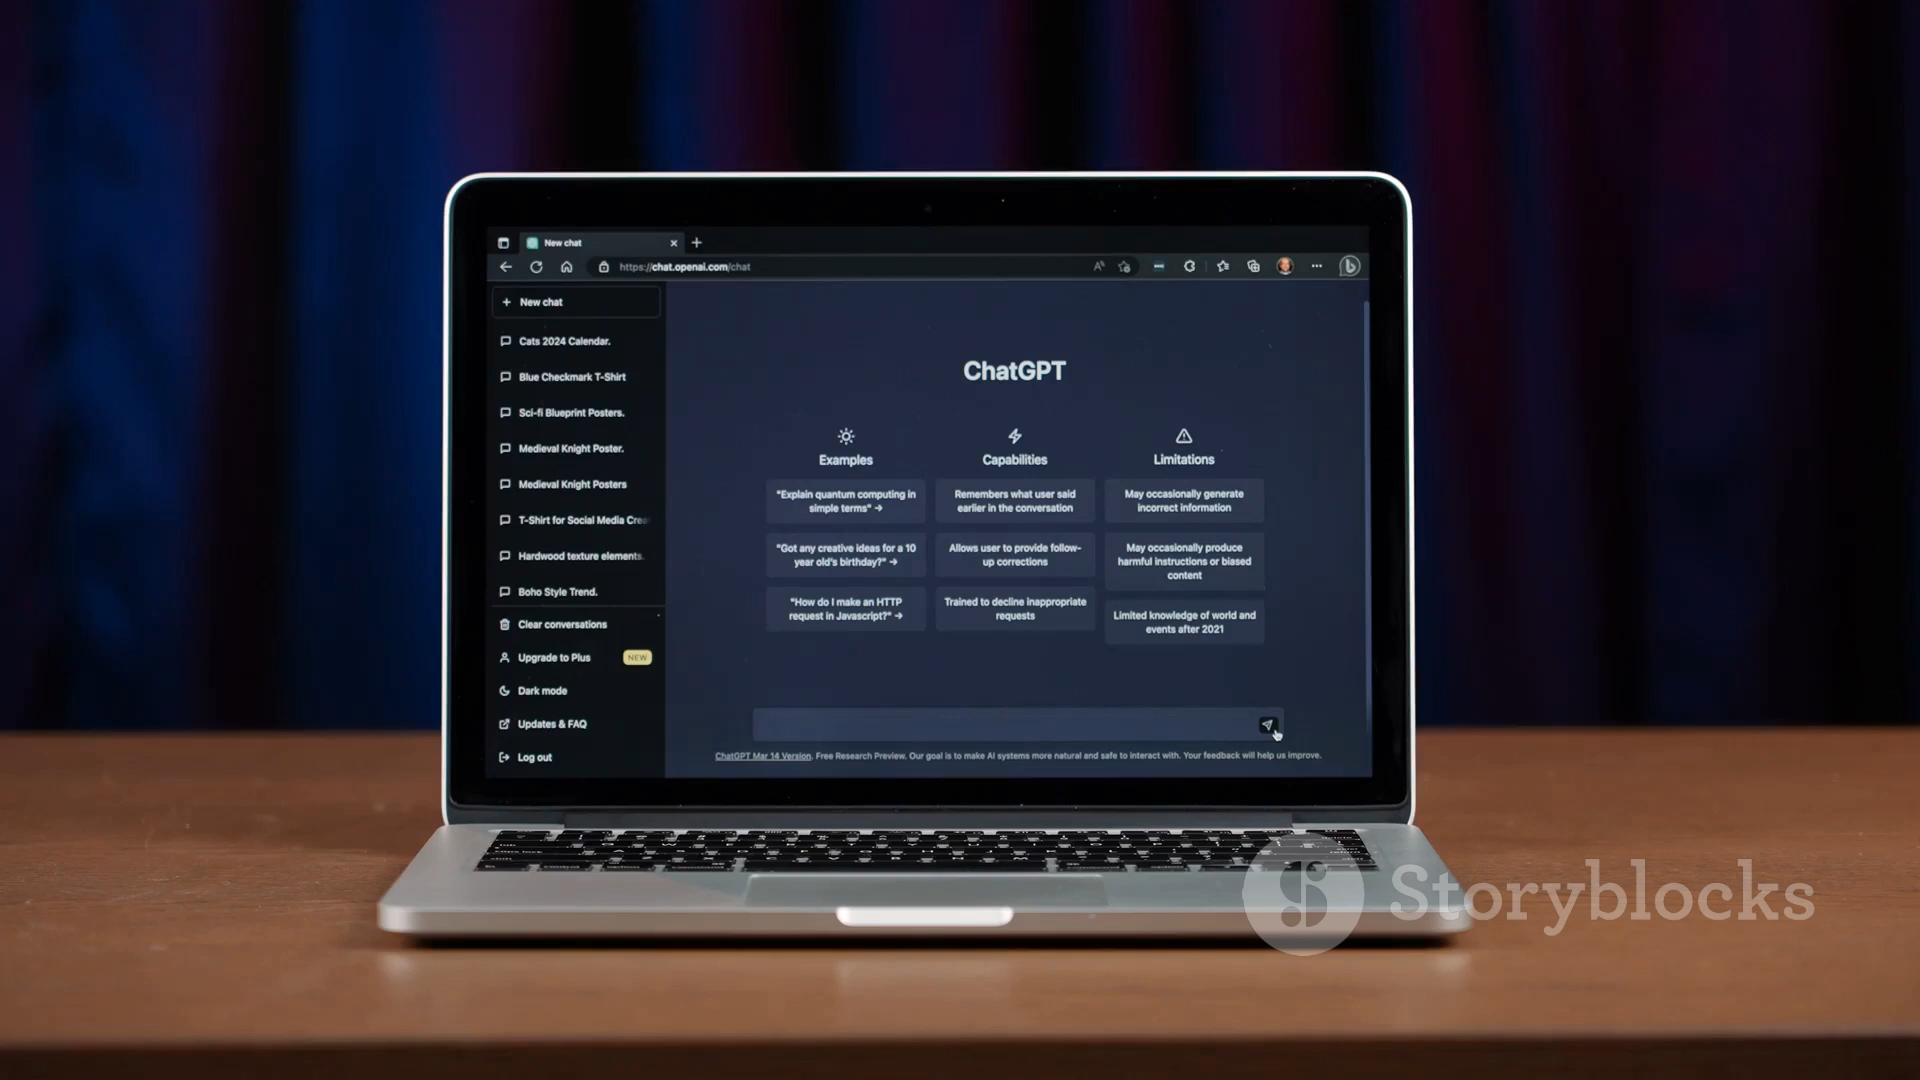 New chat
https://chat.openai.com/chat
New chat
Cats 2024 Calendar.
Blue Checkmark T-Shirt
Sci-fi Blueprint Posters.
Medieval Knight Poster.
Medieval Knight Posters
T-Shirt for Social Media Crea
Hardwood texture elements.
Boho Style Trend.
Clear conversations
Upgrade to Plus NEW
Dark mode
Updates & FAQ
Log out
ChatGPT
Examples
"Explain quantum computing in
simple terms" →
"Got any creative ideas for a 10
year old's birthday?" →
"How do I make an HTTP
request in Javascript?" →
Capabilities
Remembers what user said
earlier in the conversation
Allows user to provide follow-
up corrections
Trained to decline inappropriate
requests
Limitations
May occasionally generate
incorrect information
May occasionally produce
harmful instructions or biased
content
Limited knowledge of world and
events after 2021
ChatGPT Mar 14 Version. Free Research Preview. Our goal is to make AI systems more natural and safe to interact with. Your feedback will help us improve.
Storyblocks